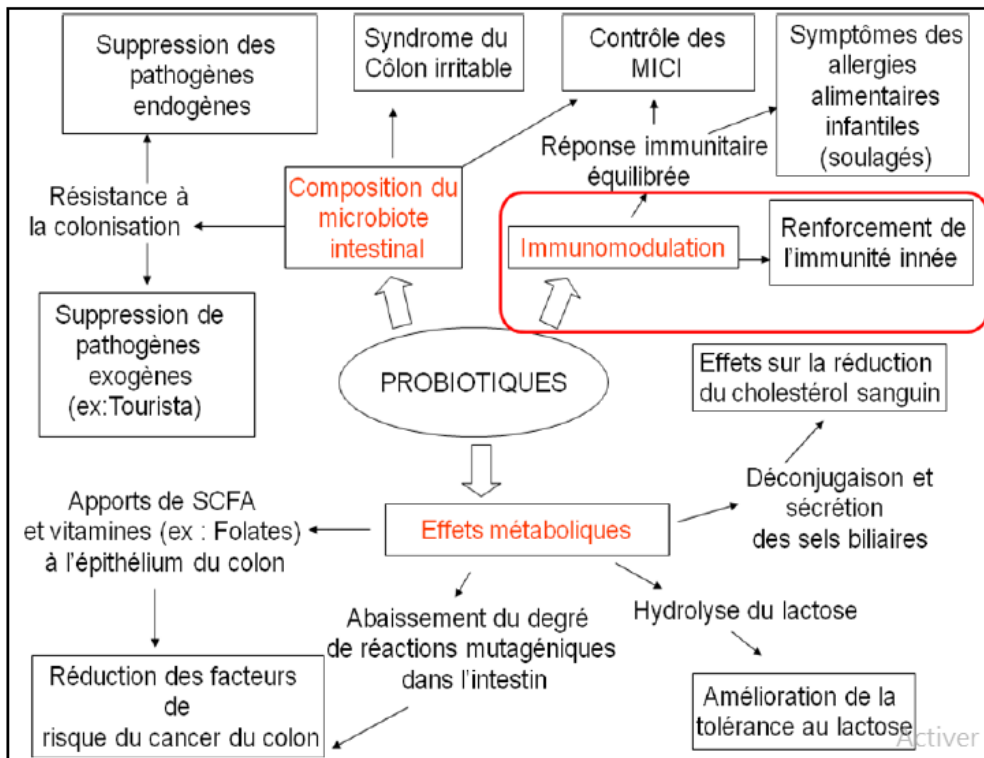 Suppression des
pathogènes
endogènes
Syndrome du
Côlon irritable
Contrôle des
MICI
Symptômes des
allergies
alimentaires
infantiles
(soulagés)
Réponse immunitaire
équilibrée
Résistance à
la colonisation
Composition du
microbiote
intestinal
Immunomodulation
Renforcement de
l'immunité innée
Suppression de
pathogènes
exogènes
(ex:Tourista)
PROBIOTIQUES
Effets sur la réduction
du cholestérol sanguin
Apports de SCFA
et vitamines (ex : Folates)
à l'épithélium du colon
Effets métaboliques
Déconjugaison et
sécrétion
des sels biliaires
Abaissement du degré
de réactions mutagéniques
dans l'intestin
Hydrolyse du lactose
Réduction des facteurs
de
risque du cancer du colon
Amélioration de la
tolérance au lactose
Activer